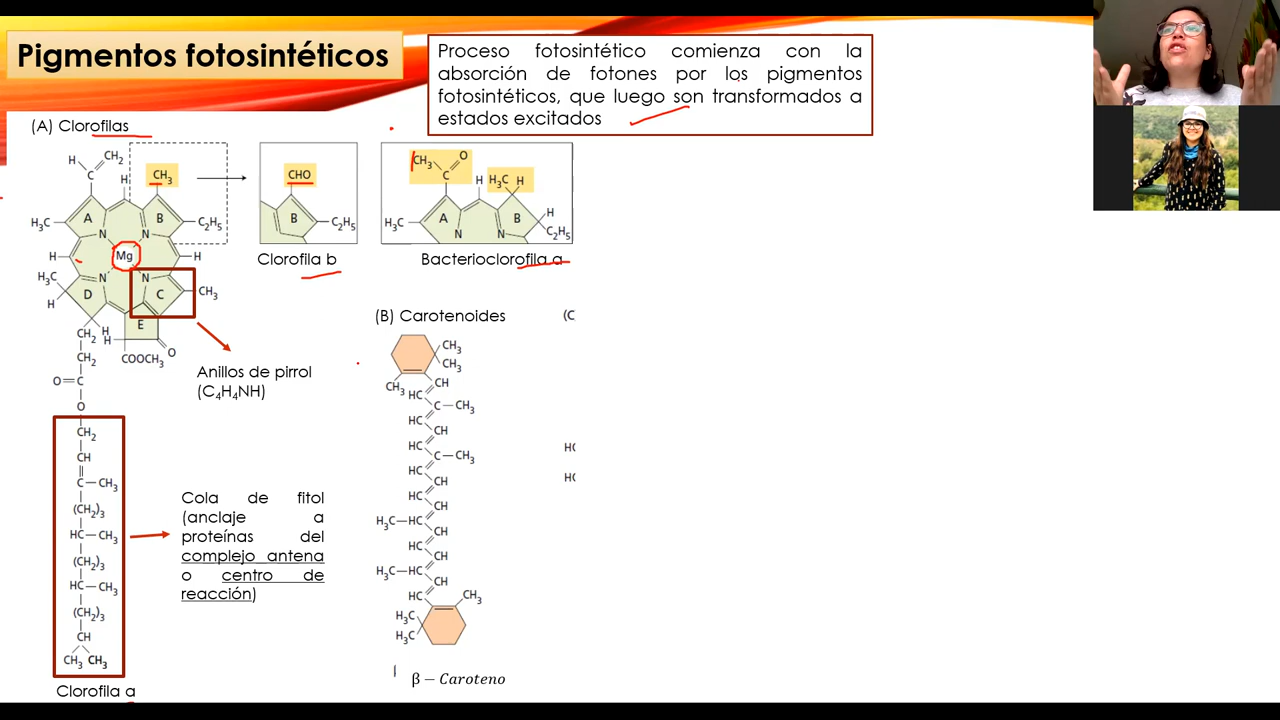 Pigmentos fotosintéticos
Proceso fotosintético comienza con la
absorción de fotones por los pigmentos
fotosintéticos, que luego son transformados a
estados excitados
(A) Clorofilas
H CH₂
C
H
CH₃
A
B
H₃C
N
N
C₂H₅
H
Mg
H
H₃C
N
N
D
C
CH₃
H
E
H
H
O
COOCH₃
CH₂
CH₂
O=C
O
CH₂
CH
C—CH₃
(CH₂)₃
HC—CH₃
(CH₂)₃
HC—CH₃
(CH₂)₃
CH
CH₃ CH₃
Clorofila a
CHO
B
C₂H₅
Clorofila b
CH₃ O
C
H
H₃C H
A
B
H
H₃C
N
N
C₂H₅
Bacterioclorofila a
Anillos de pirrol
(C₄H₄NH)
Cola de fitol
(anclaje a
proteínas del
complejo antena
o centro de
reacción)
(B) Carotenoides
CH₃
CH₃
CH₃
CH
HC
C—CH₃
HC
CH
HC
C—CH₃
HC
CH
HC
CH
H₃C—HC
CH
HC
CH
H₃C—HC
CH
HC
CH₃
H₃C
H₃C
β − Caroteno
(C
HC
HC